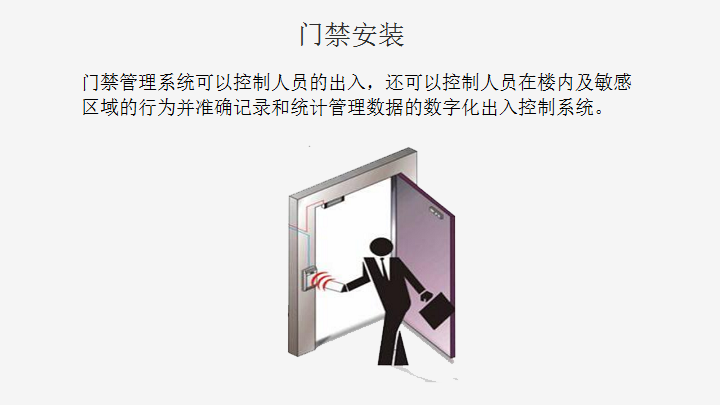 门禁安装
门禁管理系统可以控制人员的出入，还可以控制人员在楼内及敏感
区域的行为并准确记录和统计管理数据的数字化出入控制系统。